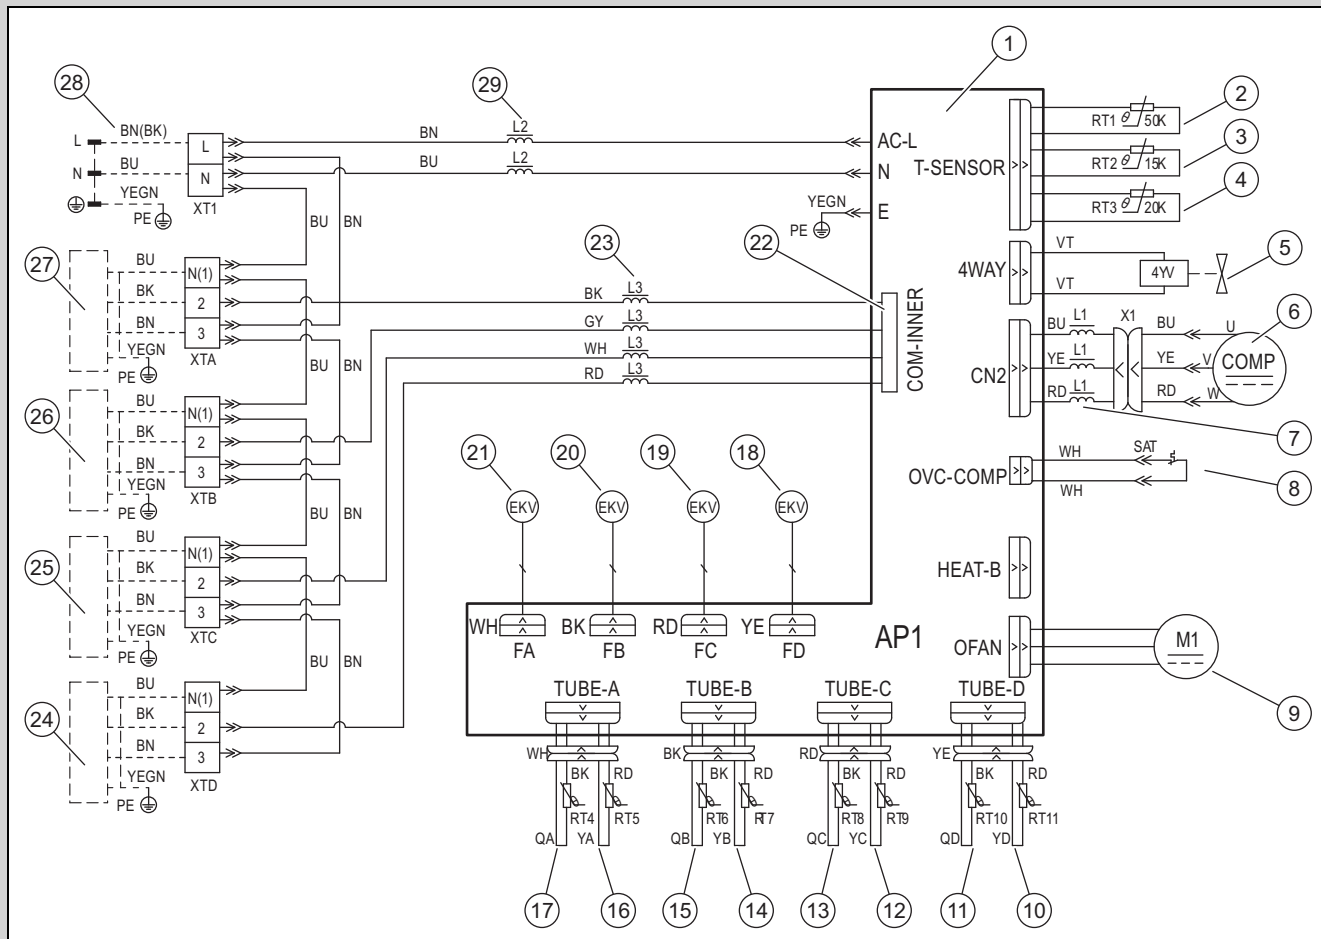 1
28
29
2
BN(BK)
L
BN
L2
AC-L
RT1
θ
50K
L
BU
N
BU
L2
N
T-SENSOR
RT2
θ
15K
3
N
YEGN
PE
XT1
YEGN
PE
E
RT3
θ
20K
4
BU
BN
23
22
27
BU
N(1)
4WAY
VT
4YV
VT
5
BK
2
BK
L3
BN
3
GY
L3
YEGN
PE
XTA
WH
L3
RD
L3
COM-INNER
CN2
BU
L1
X1
BU
U
YE
L1
YE
V
RD
L1
RD
W
COMP
6
7
BU
BN
26
BU
N(1)
BK
2
BN
3
YEGN
PE
XTB
21
20
19
18
OVC-COMP
WH
SAT
WH
8
EKV
EKV
EKV
EKV
BU
BN
25
BU
N(1)
BK
2
BN
3
YEGN
PE
XTC
HEAT-B
WH
FA
BK
FB
RD
FC
YE
FD
AP1
OFAN
M1
9
BU
BN
24
BU
N(1)
BK
2
BN
3
YEGN
PE
XTD
TUBE-A
TUBE-B
TUBE-C
TUBE-D
WH
BK
RD
YE
BK
RD
BK
RD
BK
RD
BK
RD
RT4
RT5
RT6
RT7
RT8
RT9
RT10
RT11
QA
YA
QB
YB
QC
YC
QD
YD
17
16
15
14
13
12
11
10